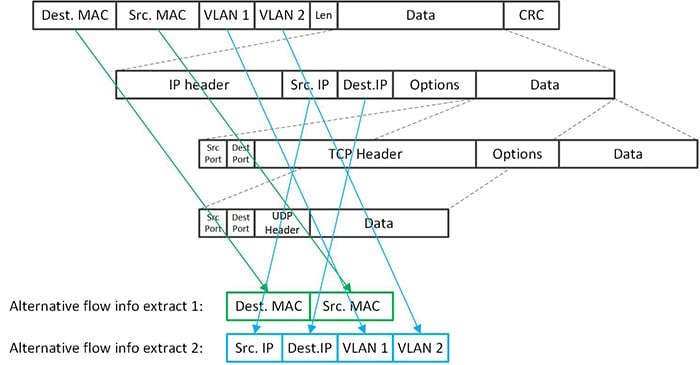 Dest. MAC Src. MAC VLAN 1 VLAN 2 Len Data CRC
IP header Src. IP Dest.IP Options Data
Src Port Dest Port TCP Header Options Data
Src Port Dest Port UDP Header Data
Alternative flow info extract 1: Dest. MAC Src. MAC
Alternative flow info extract 2: Src. IP Dest.IP VLAN 1 VLAN 2